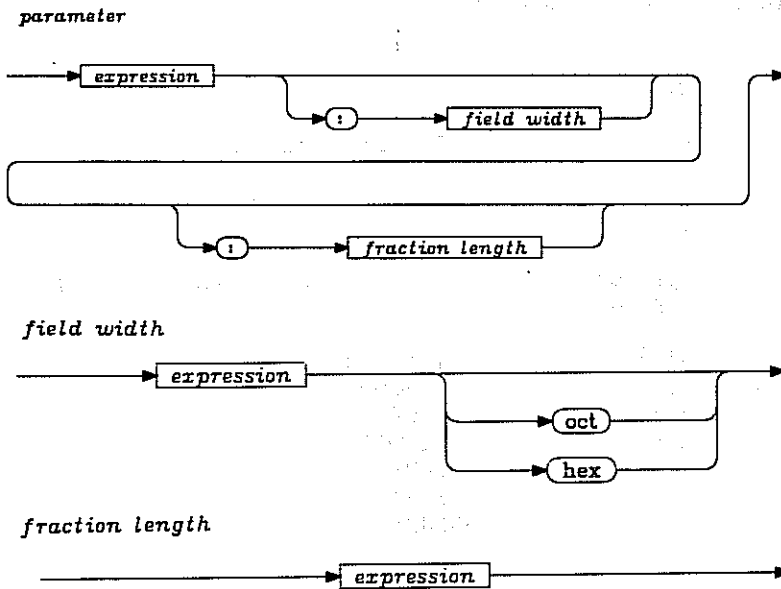 parameter
expression
: field width
: fraction length
field width
expression
oct
hex
fraction length
expression